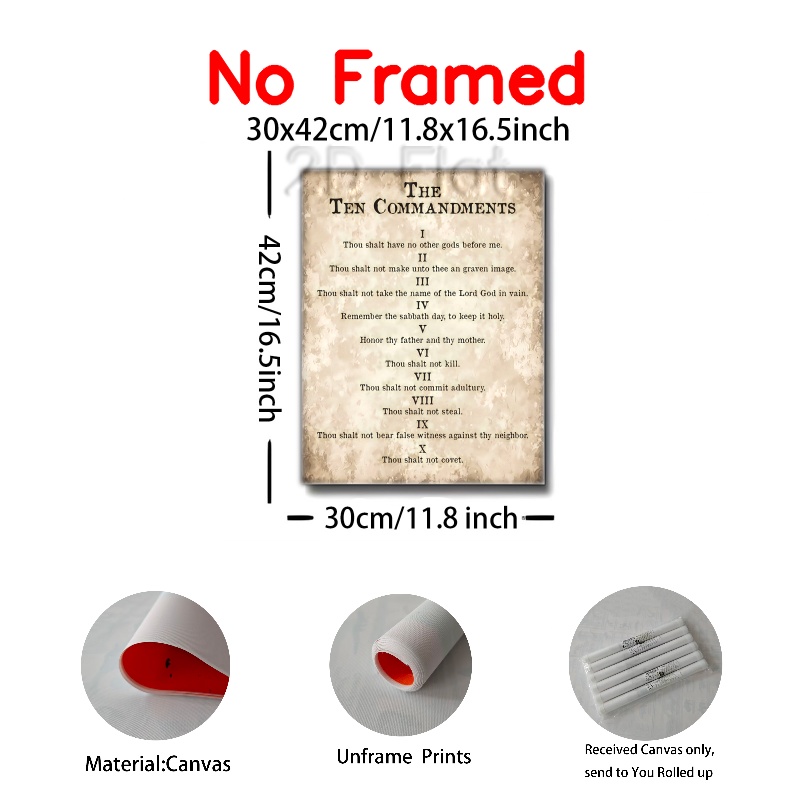 No Framed
30x42cm/11.8x16.5inch
2D Flat
42cm/16.5inch
THE
TEN COMMANDMENTS
I
Thou shalt have no other gods before me.
II
Thou shalt not make unto thee an graven image.
III
Thou shalt not take the name of the Lord God in vain.
IV
Remember the sabbath day, to keep it holy.
V
Honor thy father and thy mother.
VI
Thou shalt not kill.
VII
Thou shalt not commit adultury.
VIII
Thou shalt not steal.
IX
Thou shalt not bear false witness against thy neighbor.
X
Thou shalt not covet.
30cm/11.8 inch
Material:Canvas
Unframe Prints
Received Canvas only,
send to You Rolled up